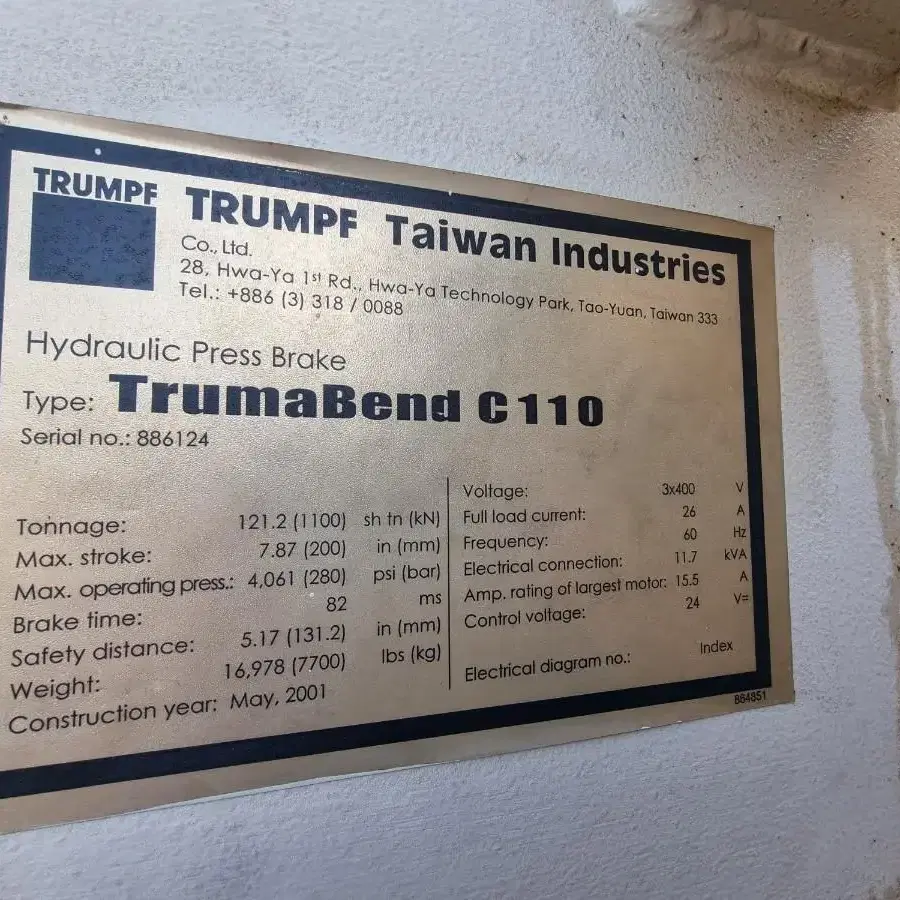 TRUMPF
TRUMPF Taiwan Industries
Co., Ltd.
28, Hwa-Ya 1st Rd., Hwa-Ya Technology Park, Tao-Yuan, Taiwan 333
Tel.: +886 (3) 318 / 0088
Hydraulic Press Brake
Type: TrumaBend C110
Serial no.: 886124
Tonnage: 121.2 (1100) sh tn (kN)
Max. stroke: 7.87 (200) in (mm)
Max. operating press.: 4,061 (280) psi (bar)
Brake time: 82 ms
Safety distance: 5.17 (131.2) in (mm)
Weight: 16,978 (7700) lbs (kg)
Construction year: May, 2001
Voltage: 3x400 V
Full load current: 26 A
Frequency: 60 Hz
Electrical connection: 11.7 kVA
Amp. rating of largest motor: 15.5 A
Control voltage: 24 V=
Electrical diagram no.: Index
864851